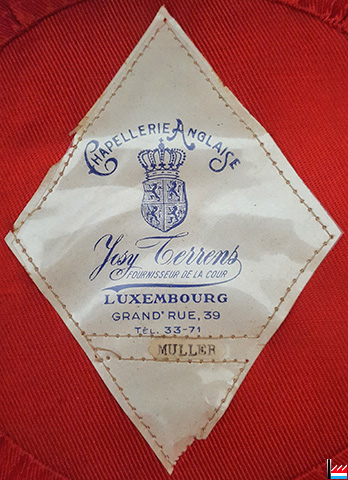 CHAPELLERIE ANGLAISE
Josy Terrens
FOURNISSEUR DE LA COUR
LUXEMBOURG
GRAND'RUE, 39
TÉL. 33-71
MULLER